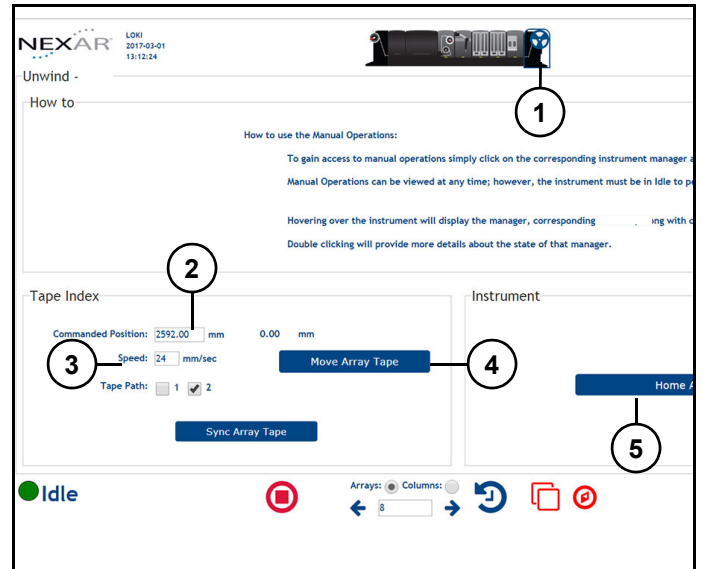 NEXAR
LOKI
2017-03-01
13:12:24
1
Unwind -
How to
How to use the Manual Operations:
To gain access to manual operations simply click on the corresponding instrument manager
Manual Operations can be viewed at any time; however, the instrument must be in Idle to
Hovering over the instrument will display the manager, corresponding with
Double clicking will provide more details about the state of that manager.
2
Tape Index
Instrument
Commanded Position: 2592.00 mm 0.00 mm
3
Speed: 24 mm/sec
Move Array Tape
4
Home
Tape Path: 1 2
5
Sync Array Tape
Idle
Arrays: Columns:
8